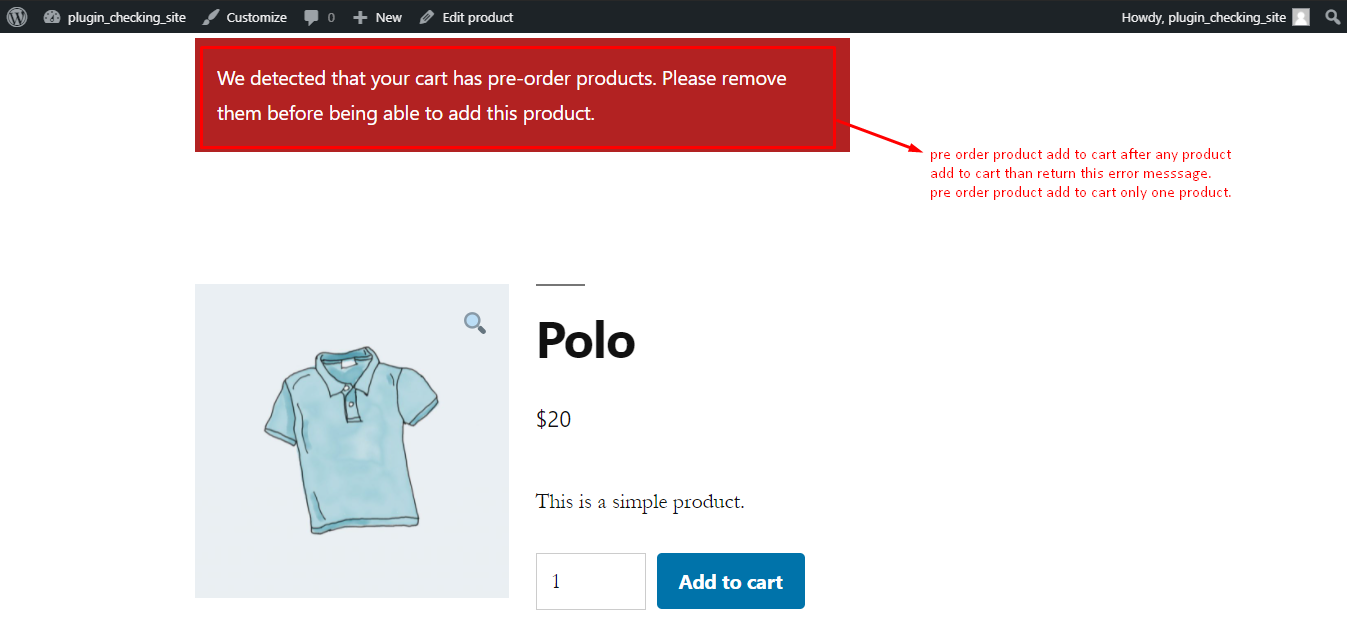 plugin_checking_site Customize 0 New Edit product Howdy, plugin_checking_site
We detected that your cart has pre-order products. Please remove
them before being able to add this product.
pre order product add to cart after any product
add to cart than return this error messsage.
pre order product add to cart only one product.
Polo
$20
This is a simple product.
1 Add to cart